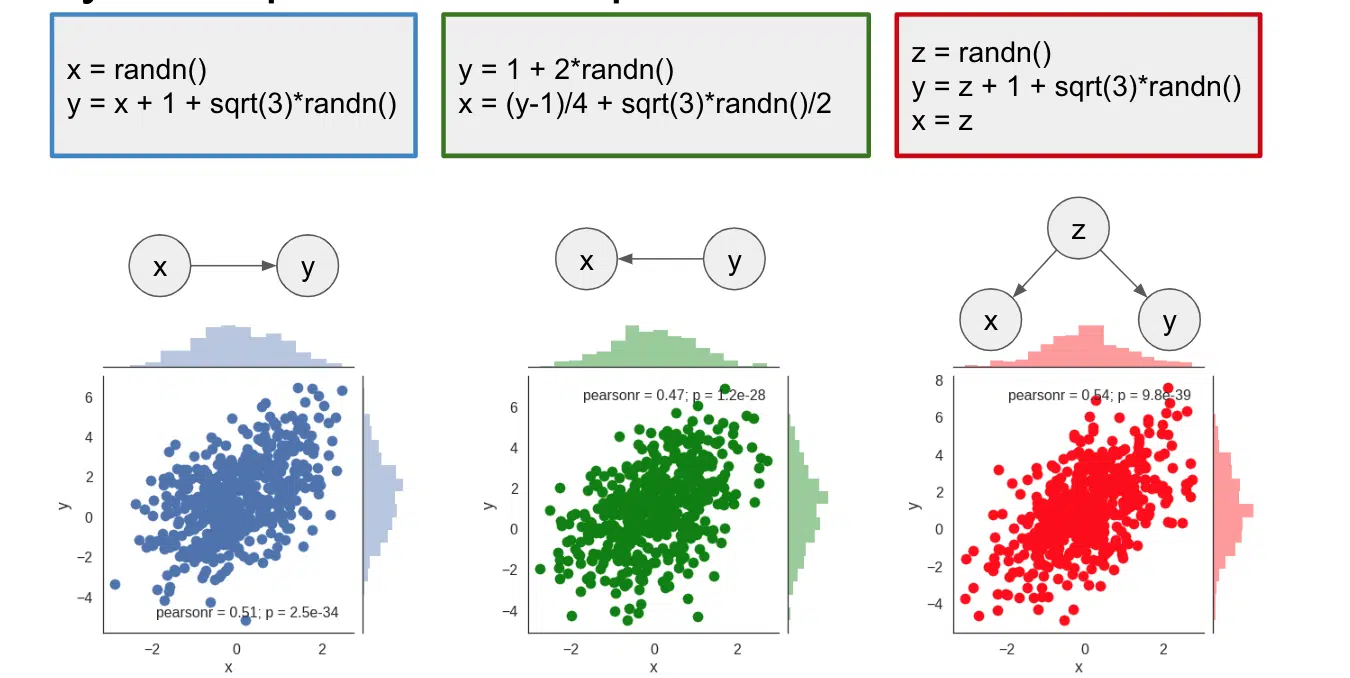 x = randn()
y = x + 1 + sqrt(3)*randn()
y = 1 + 2*randn()
x = (y-1)/4 + sqrt(3)*randn()/2
z = randn()
y = z + 1 + sqrt(3)*randn()
x = z
x
y
x
y
z
x
y
pearsonr = 0.51; p = 2.5e-34
6
4
2
0
−2
−4
y
−2
0
2
x
pearsonr = 0.47; p = 1.2e-28
6
4
2
0
−2
−4
y
−2
0
2
x
pearsonr = 0.54; p = 9.8e-39
8
6
4
2
0
−2
−4
y
−2
0
2
x